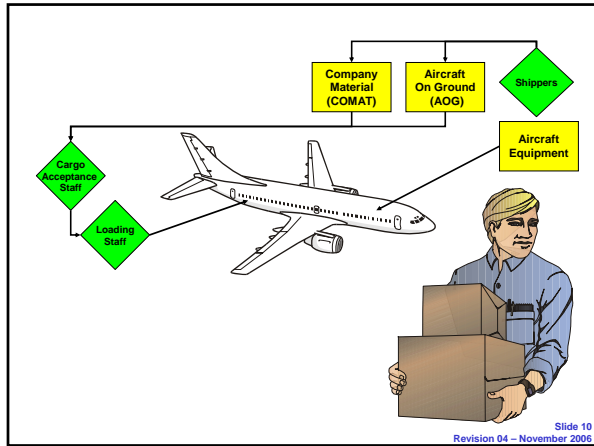 Company
Material
(COMAT)
Aircraft
On Ground
(AOG)
Shippers
Aircraft
Equipment
Cargo
Acceptance
Staff
Loading
Staff
Slide 10
Revision 04 – November 2006